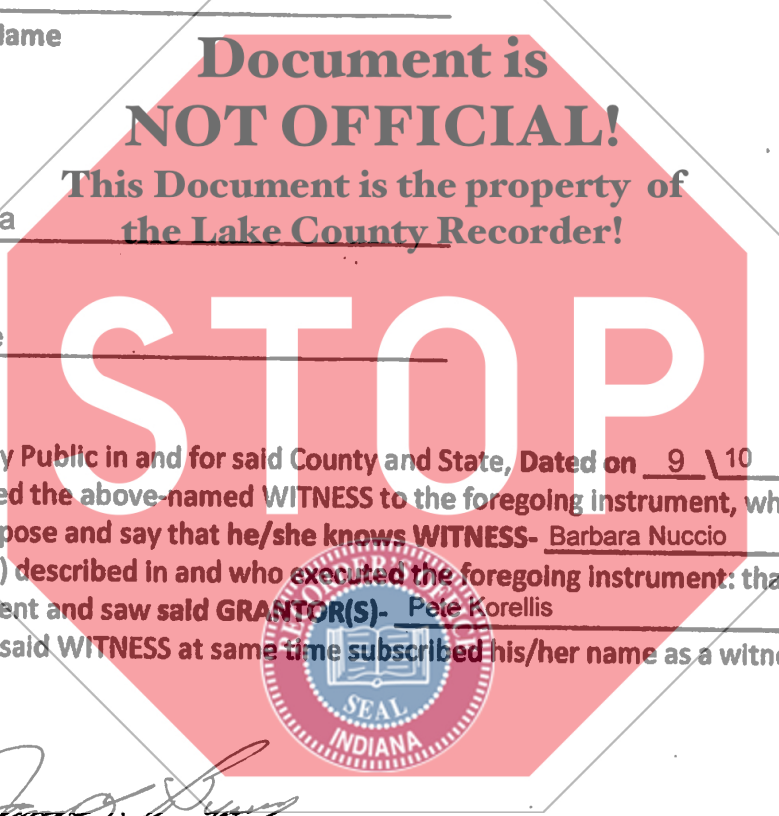 Name
Document is
NOT OFFICIAL!
This Document is the property of
the Lake County Recorder!
a
e
STOP
y Public in and for said County and State, Dated on 9 \ 10
ed the above-named WITNESS to the foregoing instrument, wh
pose and say that he/she knows WITNESS- Barbara Nuccio
) described in and who executed the foregoing instrument: tha
ent and saw said GRANTOR(S)- Pete Korellis
said WITNESS at same time subscribed his/her name as a witne
SEAL
INDIANA